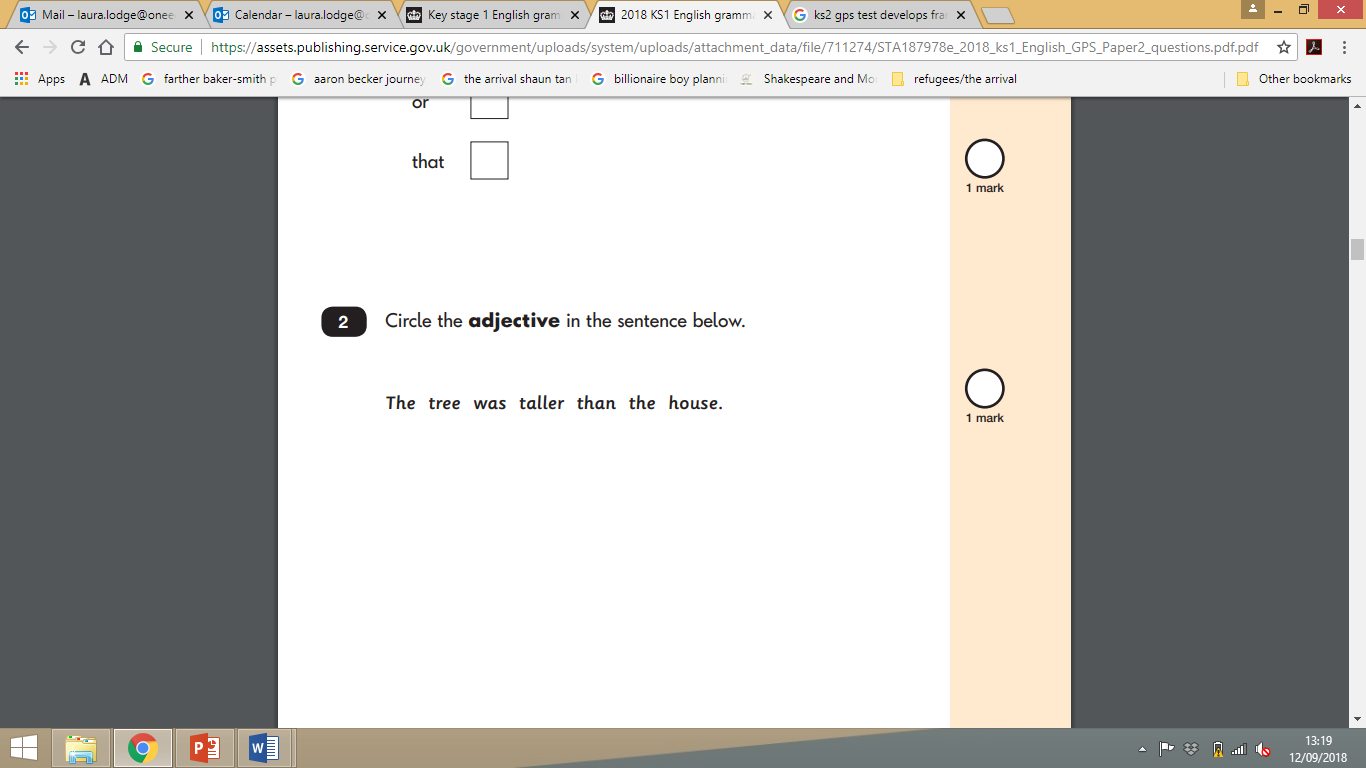 Mail – laura.lodge@onee
Calendar – laura.lodge@o
Key stage 1 English gram
2018 KS1 English gramma
ks2 gps test develops fra
Secure
https://assets.publishing.service.gov.uk/government/uploads/system/uploads/attachment_data/file/711274/STA187978e_2018_ks1_English_GPS_Paper2_questions.pdf.pdf
Apps
ADM
farther baker-smith p
aaron becker journey
the arrival shaun tan
billionaire boy planni
Shakespeare and Mo
refugees/the arrival
Other bookmarks
or
that
1 mark
2 Circle the adjective in the sentence below.
The tree was taller than the house.
1 mark
13:19
12/09/2018